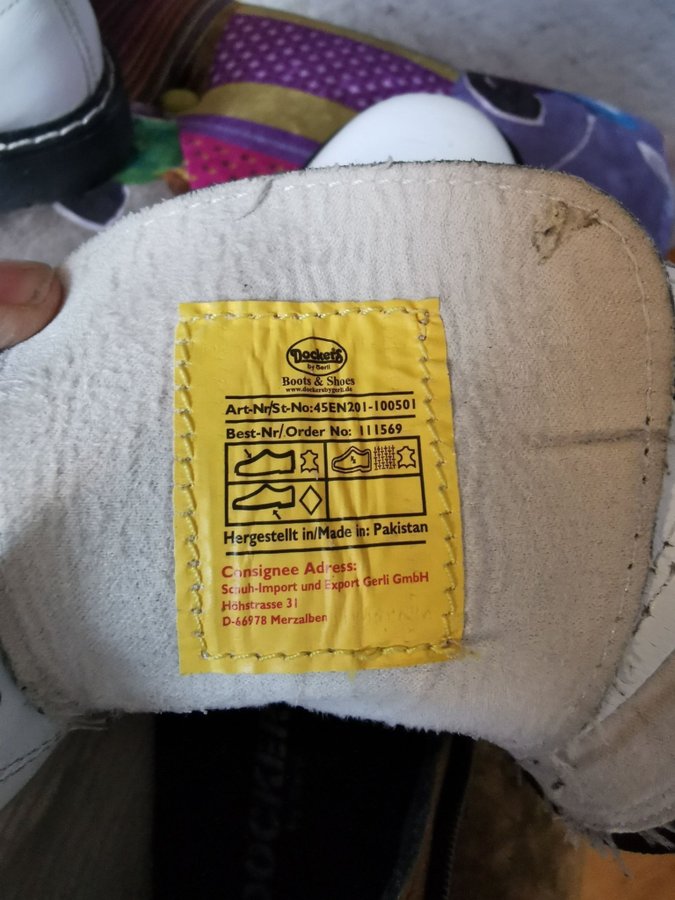 Dockers
by Gerli
Boots & Shoes
www.dockersbygerli.de
Art-Nr/St-No:45EN201-100501
Best-Nr/Order No: 111569
Hergestellt in/Made in: Pakistan
Consignee Adress:
Schuh-Import und Export Gerli GmbH
Höhstrasse 31
D-66978 Merzalben
DOCKERS